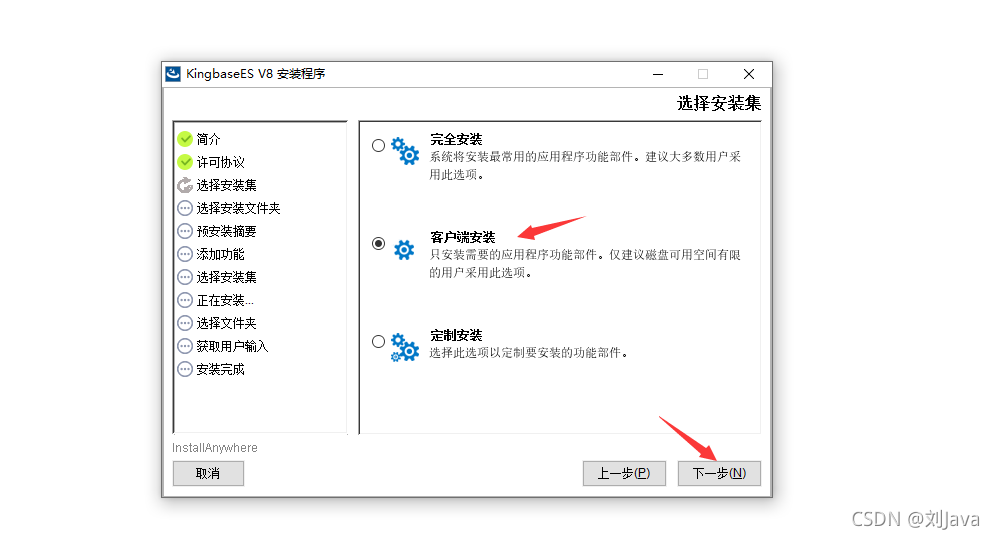 KingbaseES V8 安装程序
选择安装集
简介
许可协议
选择安装集
选择安装文件夹
预安装摘要
添加功能
选择安装集
正在安装...
选择文件夹
获取用户输入
安装完成
完全安装
系统将安装最常用的应用程序功能部件。建议大多数用户采
用此选项。
客户端安装
只安装需要的应用程序功能部件。仅建议磁盘可用空间有限
的用户采用此选项。
定制安装
选择此选项以定制要安装的功能部件。
InstallAnywhere
取消
上一步(P)
下一步(N)
CSDN @刘Java